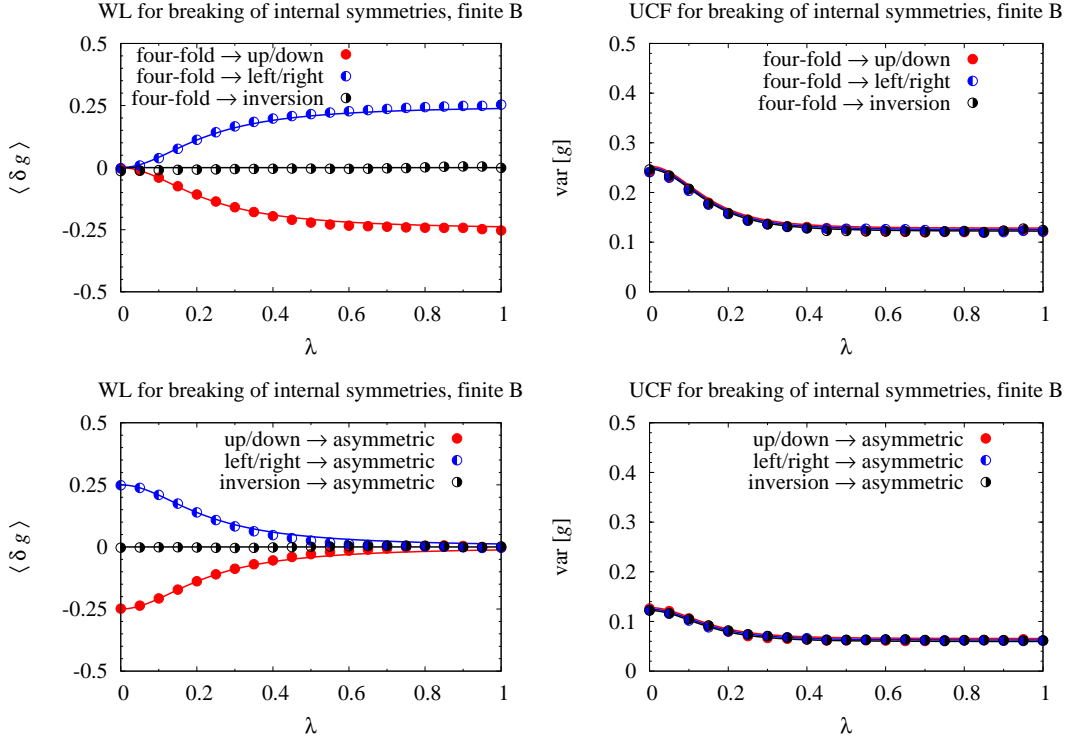 WL for breaking of internal symmetries, finite B
0.5
0.25
0
-0.25
-0.5
⟨ δ g ⟩
four-fold → up/down
four-fold → left/right
four-fold → inversion
0 0.2 0.4 0.6 0.8 1
λ
UCF for breaking of internal symmetries, finite B
0.5
0.4
0.3
0.2
0.1
0
var [g]
four-fold → up/down
four-fold → left/right
four-fold → inversion
0 0.2 0.4 0.6 0.8 1
λ
WL for breaking of internal symmetries, finite B
0.5
0.25
0
-0.25
-0.5
⟨ δ g ⟩
up/down → asymmetric
left/right → asymmetric
inversion → asymmetric
0 0.2 0.4 0.6 0.8 1
λ
UCF for breaking of internal symmetries, finite B
0.5
0.4
0.3
0.2
0.1
0
var [g]
up/down → asymmetric
left/right → asymmetric
inversion → asymmetric
0 0.2 0.4 0.6 0.8 1
λ